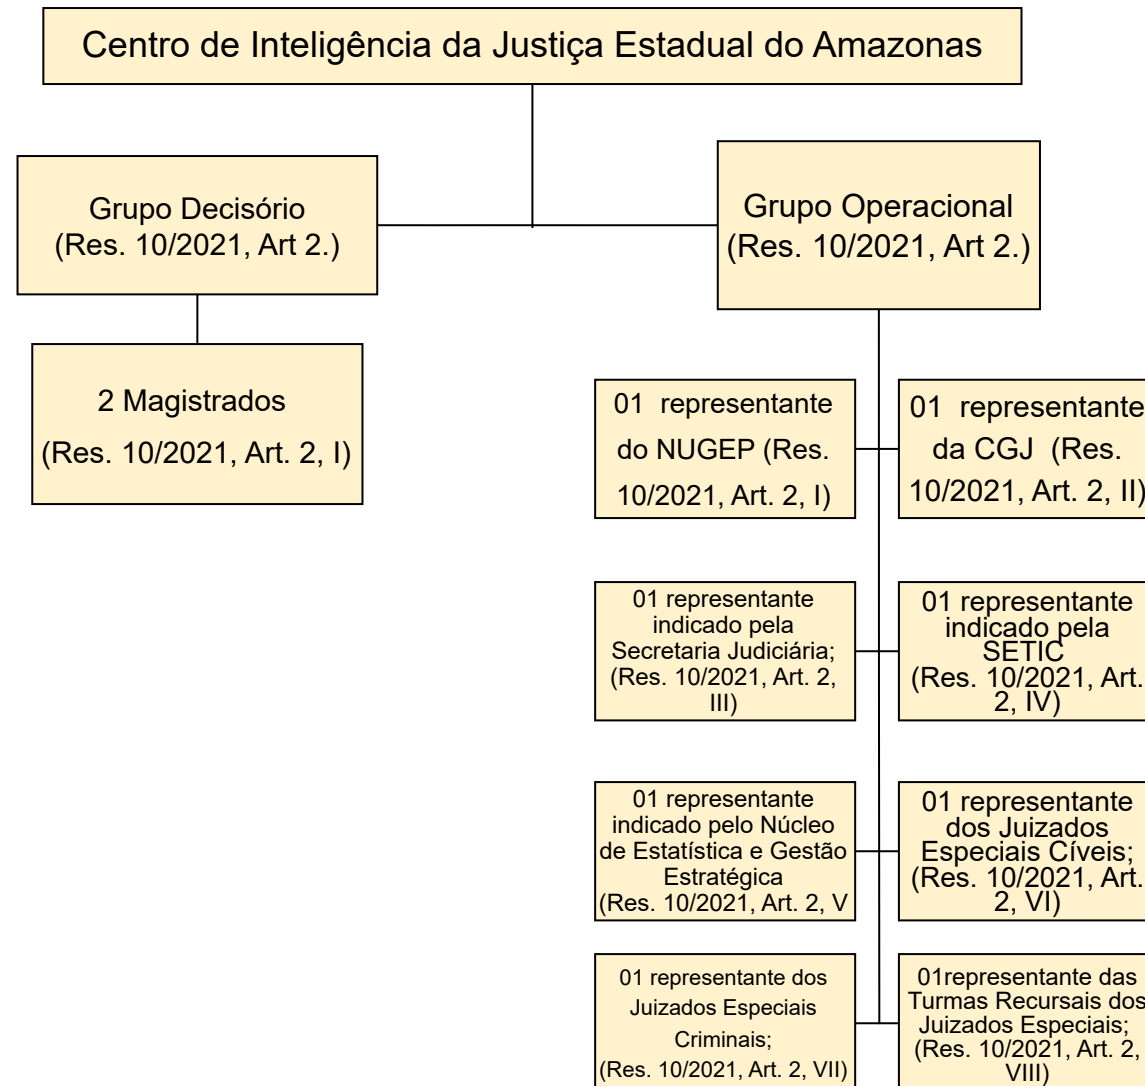 Centro de Inteligência da Justiça Estadual do Amazonas
Grupo Decisório
(Res. 10/2021, Art 2.)
Grupo Operacional
(Res. 10/2021, Art 2.)
2 Magistrados
(Res. 10/2021, Art. 2, I)
01 representante
do NUGEP (Res.
10/2021, Art. 2, I)
01 representante
da CGJ (Res.
10/2021, Art. 2, II)
01 representante
indicado pela
Secretaria Judiciária;
(Res. 10/2021, Art. 2,
III)
01 representante
indicado pela
SETIC
(Res. 10/2021, Art.
2, IV)
01 representante
indicado pelo Núcleo
de Estatística e Gestão
Estratégica
(Res. 10/2021, Art. 2, V
01 representante
dos Juizados
Especiais Cíveis;
(Res. 10/2021, Art.
2, VI)
01 representante dos
Juizados Especiais
Criminais;
(Res. 10/2021, Art. 2, VII)
01representante das
Turmas Recursais dos
Juizados Especiais;
(Res. 10/2021, Art. 2,
VIII)